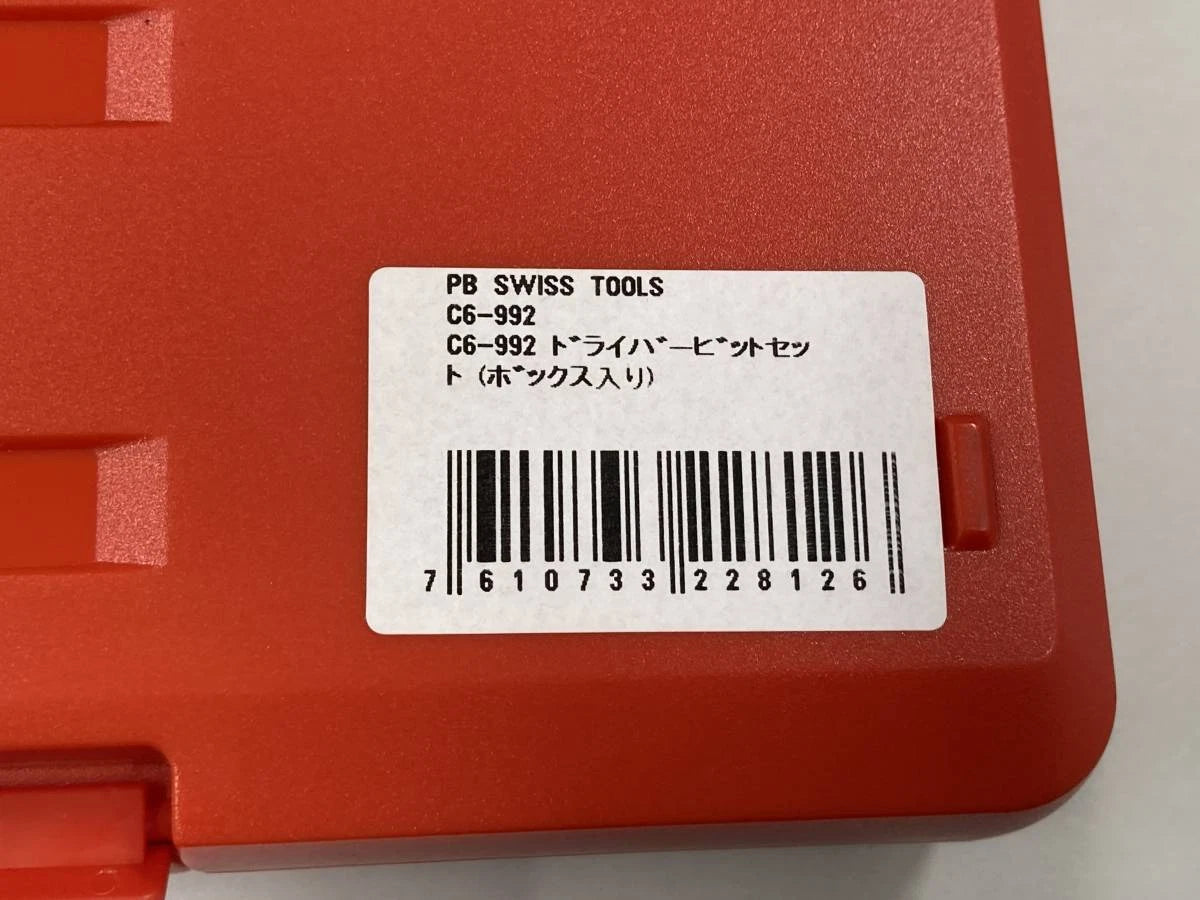 PB SWISS TOOLS
C6-992
C6-992 ドライバービットセッ
ト (ボックス入り)
7 610733 228126